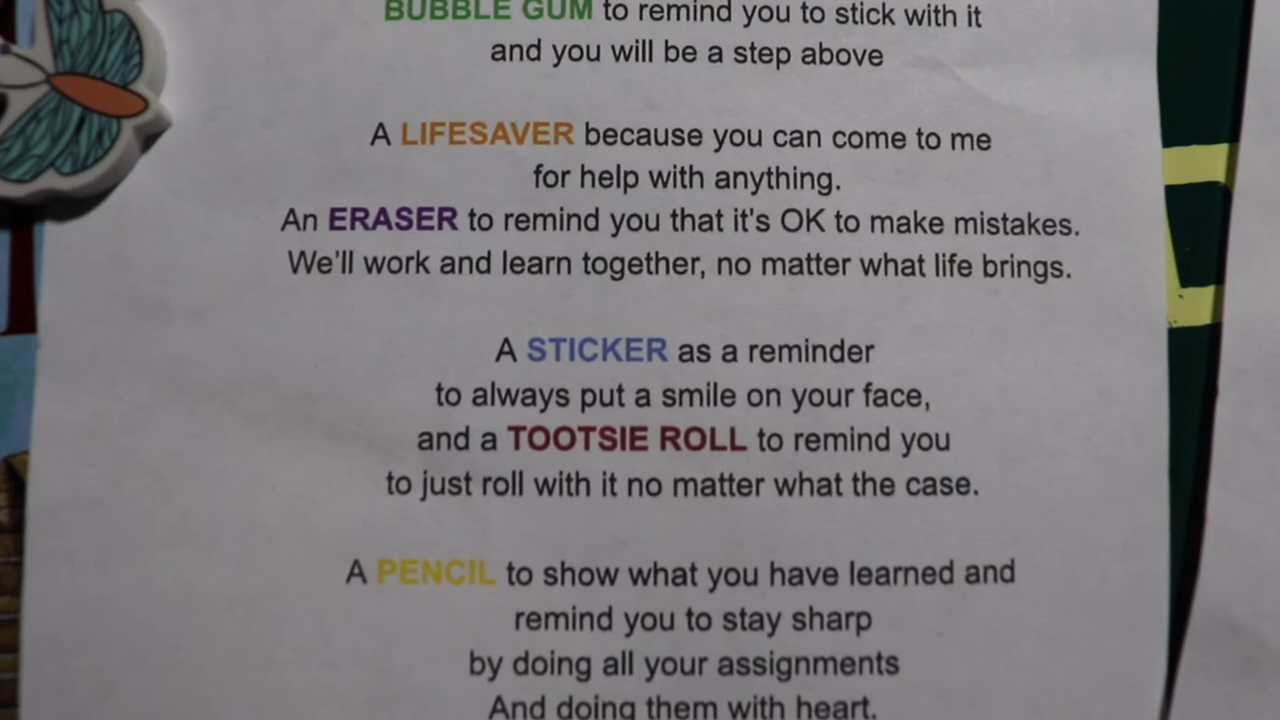 BUBBLE GUM to remind you to stick with it
and you will be a step above
A LIFESAVER because you can come to me
for help with anything.
An ERASER to remind you that it's OK to make mistakes.
We'll work and learn together, no matter what life brings.
A STICKER as a reminder
to always put a smile on your face,
and a TOOTSIE ROLL to remind you
to just roll with it no matter what the case.
A PENCIL to show what you have learned and
remind you to stay sharp
by doing all your assignments
And doing them with heart.